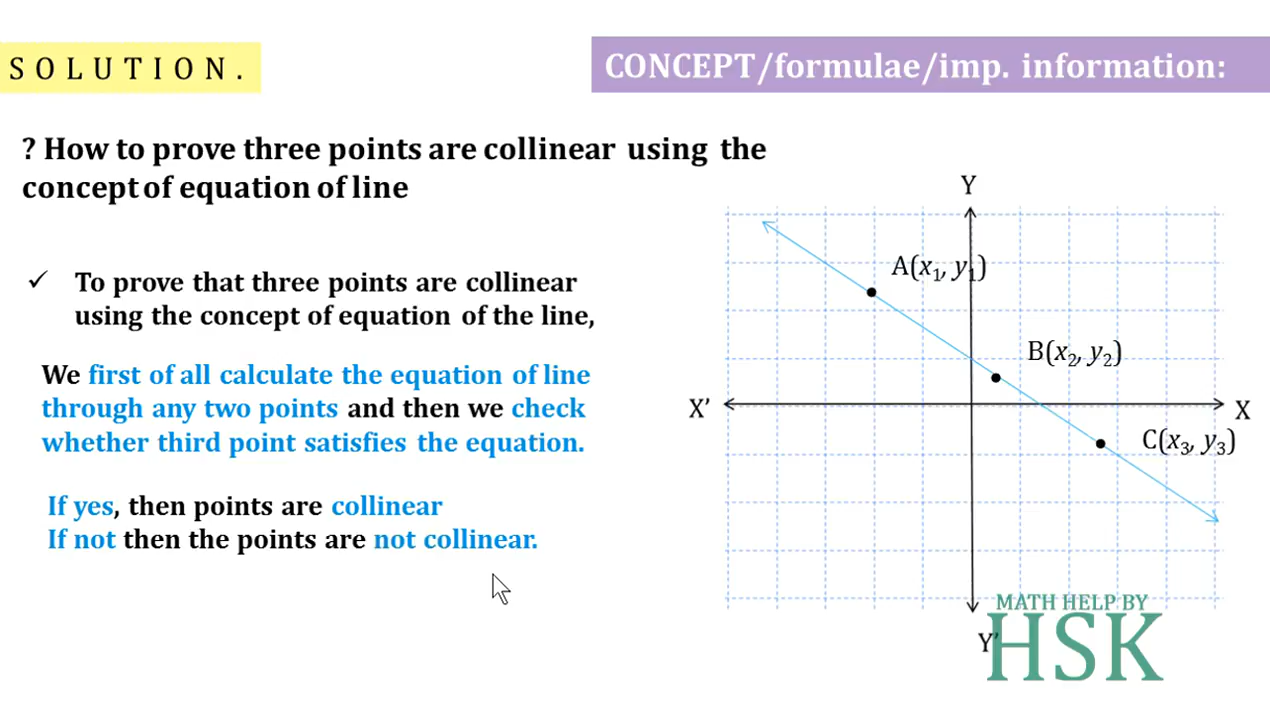 SOLUTION.
CONCEPT/formulae/imp. information:
? How to prove three points are collinear using the
concept of equation of line
✓ To prove that three points are collinear
using the concept of equation of the line,
We first of all calculate the equation of line
through any two points and then we check
whether third point satisfies the equation.
If yes, then points are collinear
If not then the points are not collinear.
Y
A(x₁, y₁)
B(x₂, y₂)
X'
X
C(x₃, y₃)
Y'
MATH HELP BY
HSK